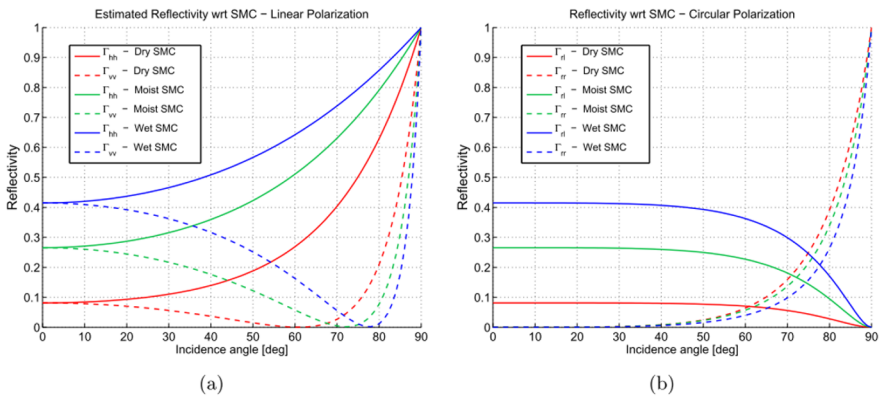 Estimated Reflectivity wrt SMC − Linear Polarization
1
0.9
0.8
0.7
0.6
0.5
0.4
0.3
0.2
0.1
0
Reflectivity
Γhh − Dry SMC
Γvv − Dry SMC
Γhh − Moist SMC
Γvv − Moist SMC
Γhh − Wet SMC
Γvv − Wet SMC
0 10 20 30 40 50 60 70 80 90
Incidence angle [deg]
(a)
Reflectivity wrt SMC − Circular Polarization
1
0.9
0.8
0.7
0.6
0.5
0.4
0.3
0.2
0.1
0
Reflectivity
Γrl − Dry SMC
Γrr − Dry SMC
Γrl − Moist SMC
Γrr − Moist SMC
Γrl − Wet SMC
Γrr − Wet SMC
0 10 20 30 40 50 60 70 80 90
Incidence angle [deg]
(b)